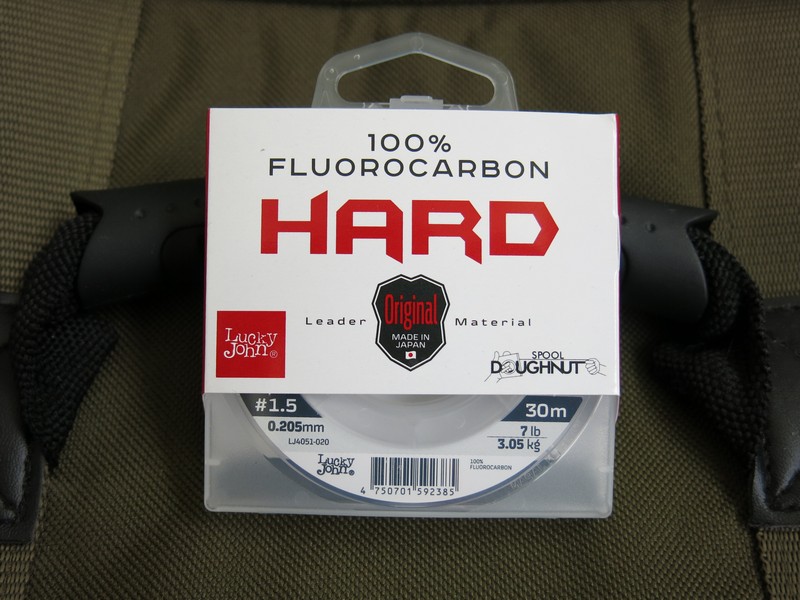 100%
FLUOROCARBON
HARD
Leader Original Material
MADE IN
JAPAN
Lucky
John®
SPOOL
DOUGHNUT
#1.5 30m
0.205mm 7 lb
LJ4051-020 3.05 kg
Lucky
John®
100%
FLUOROCARBON
4 750701 592385